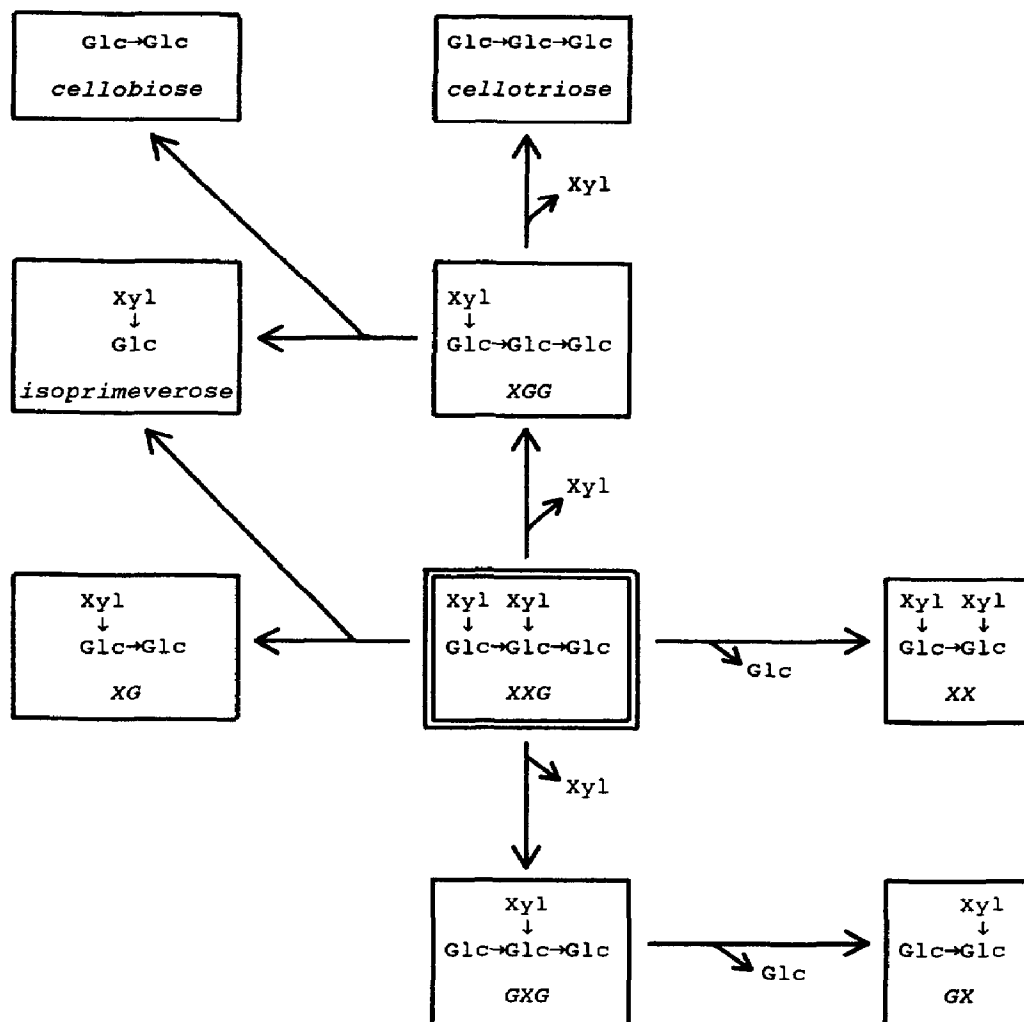 Glc→Glc
cellobiose
Glc→Glc→Glc
cellotriose
Xyl
Xyl
↓
Glc
isoprimeverose
Xyl
↓
Glc→Glc→Glc
XGG
Xyl
Xyl
↓
Glc→Glc
XG
Xyl Xyl
↓ ↓
Glc→Glc→Glc
XXG
Glc
Xyl Xyl
↓ ↓
Glc→Glc
XX
Xyl
Xyl
↓
Glc→Glc→Glc
GXG
Glc
Xyl
↓
Glc→Glc
GX